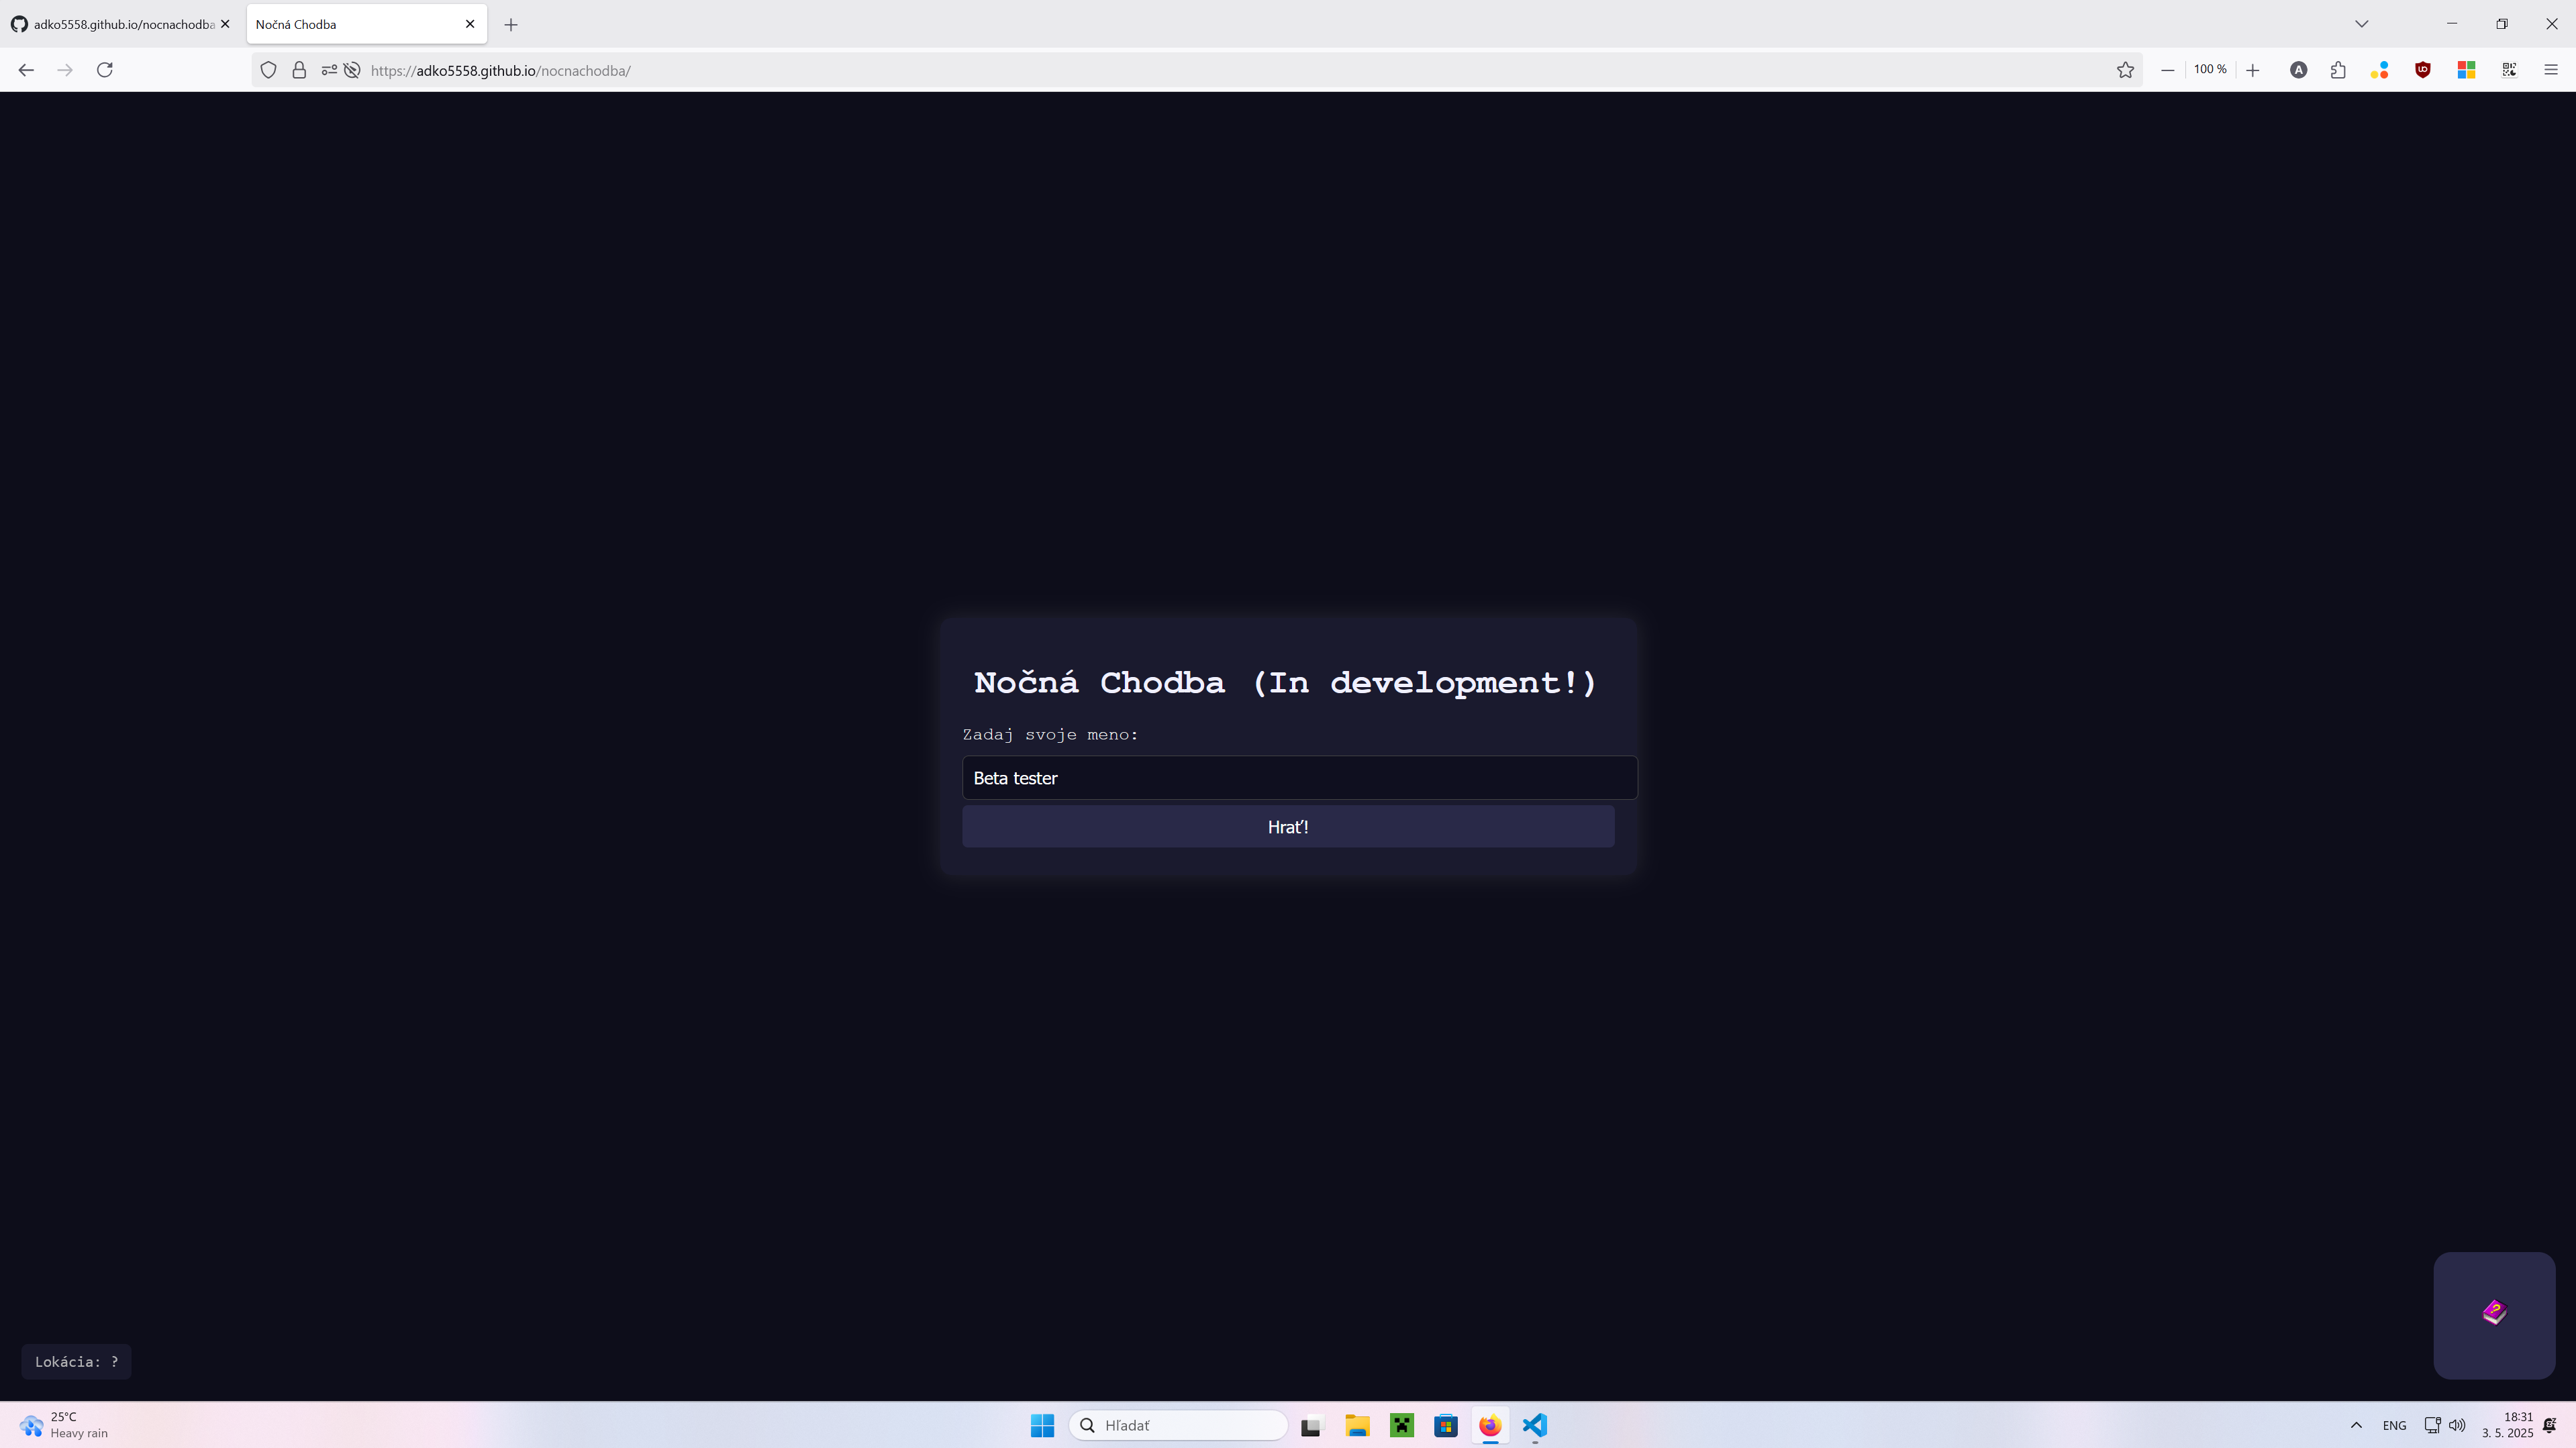 adko5558.github.io/nocnachodba
Nočná Chodba
https://adko5558.github.io/nocnachodba/
100 %
A
Nočná Chodba (In development!)
Zadaj svoje meno:
Beta tester
Hrať!
?
Lokácia: ?
25°C
Heavy rain
Hľadať
ENG
18:31
3. 5. 2025